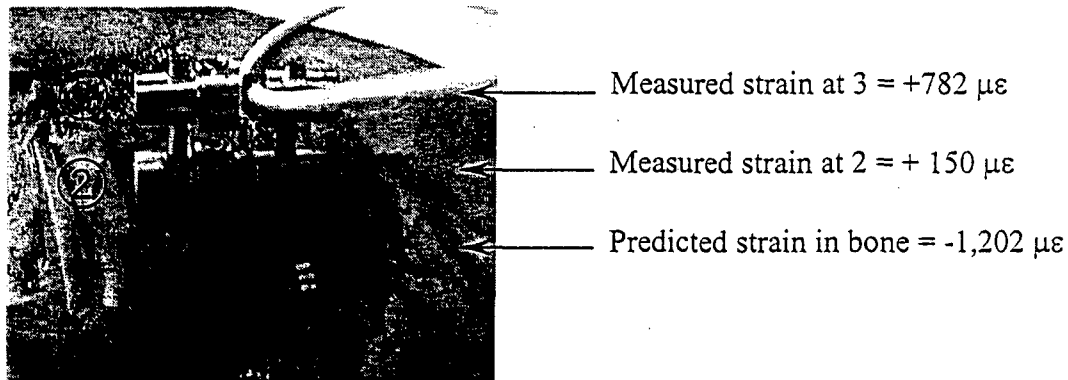 Measured strain at 3 = +782 με
②
Measured strain at 2 = + 150 με
Predicted strain in bone = -1,202 με